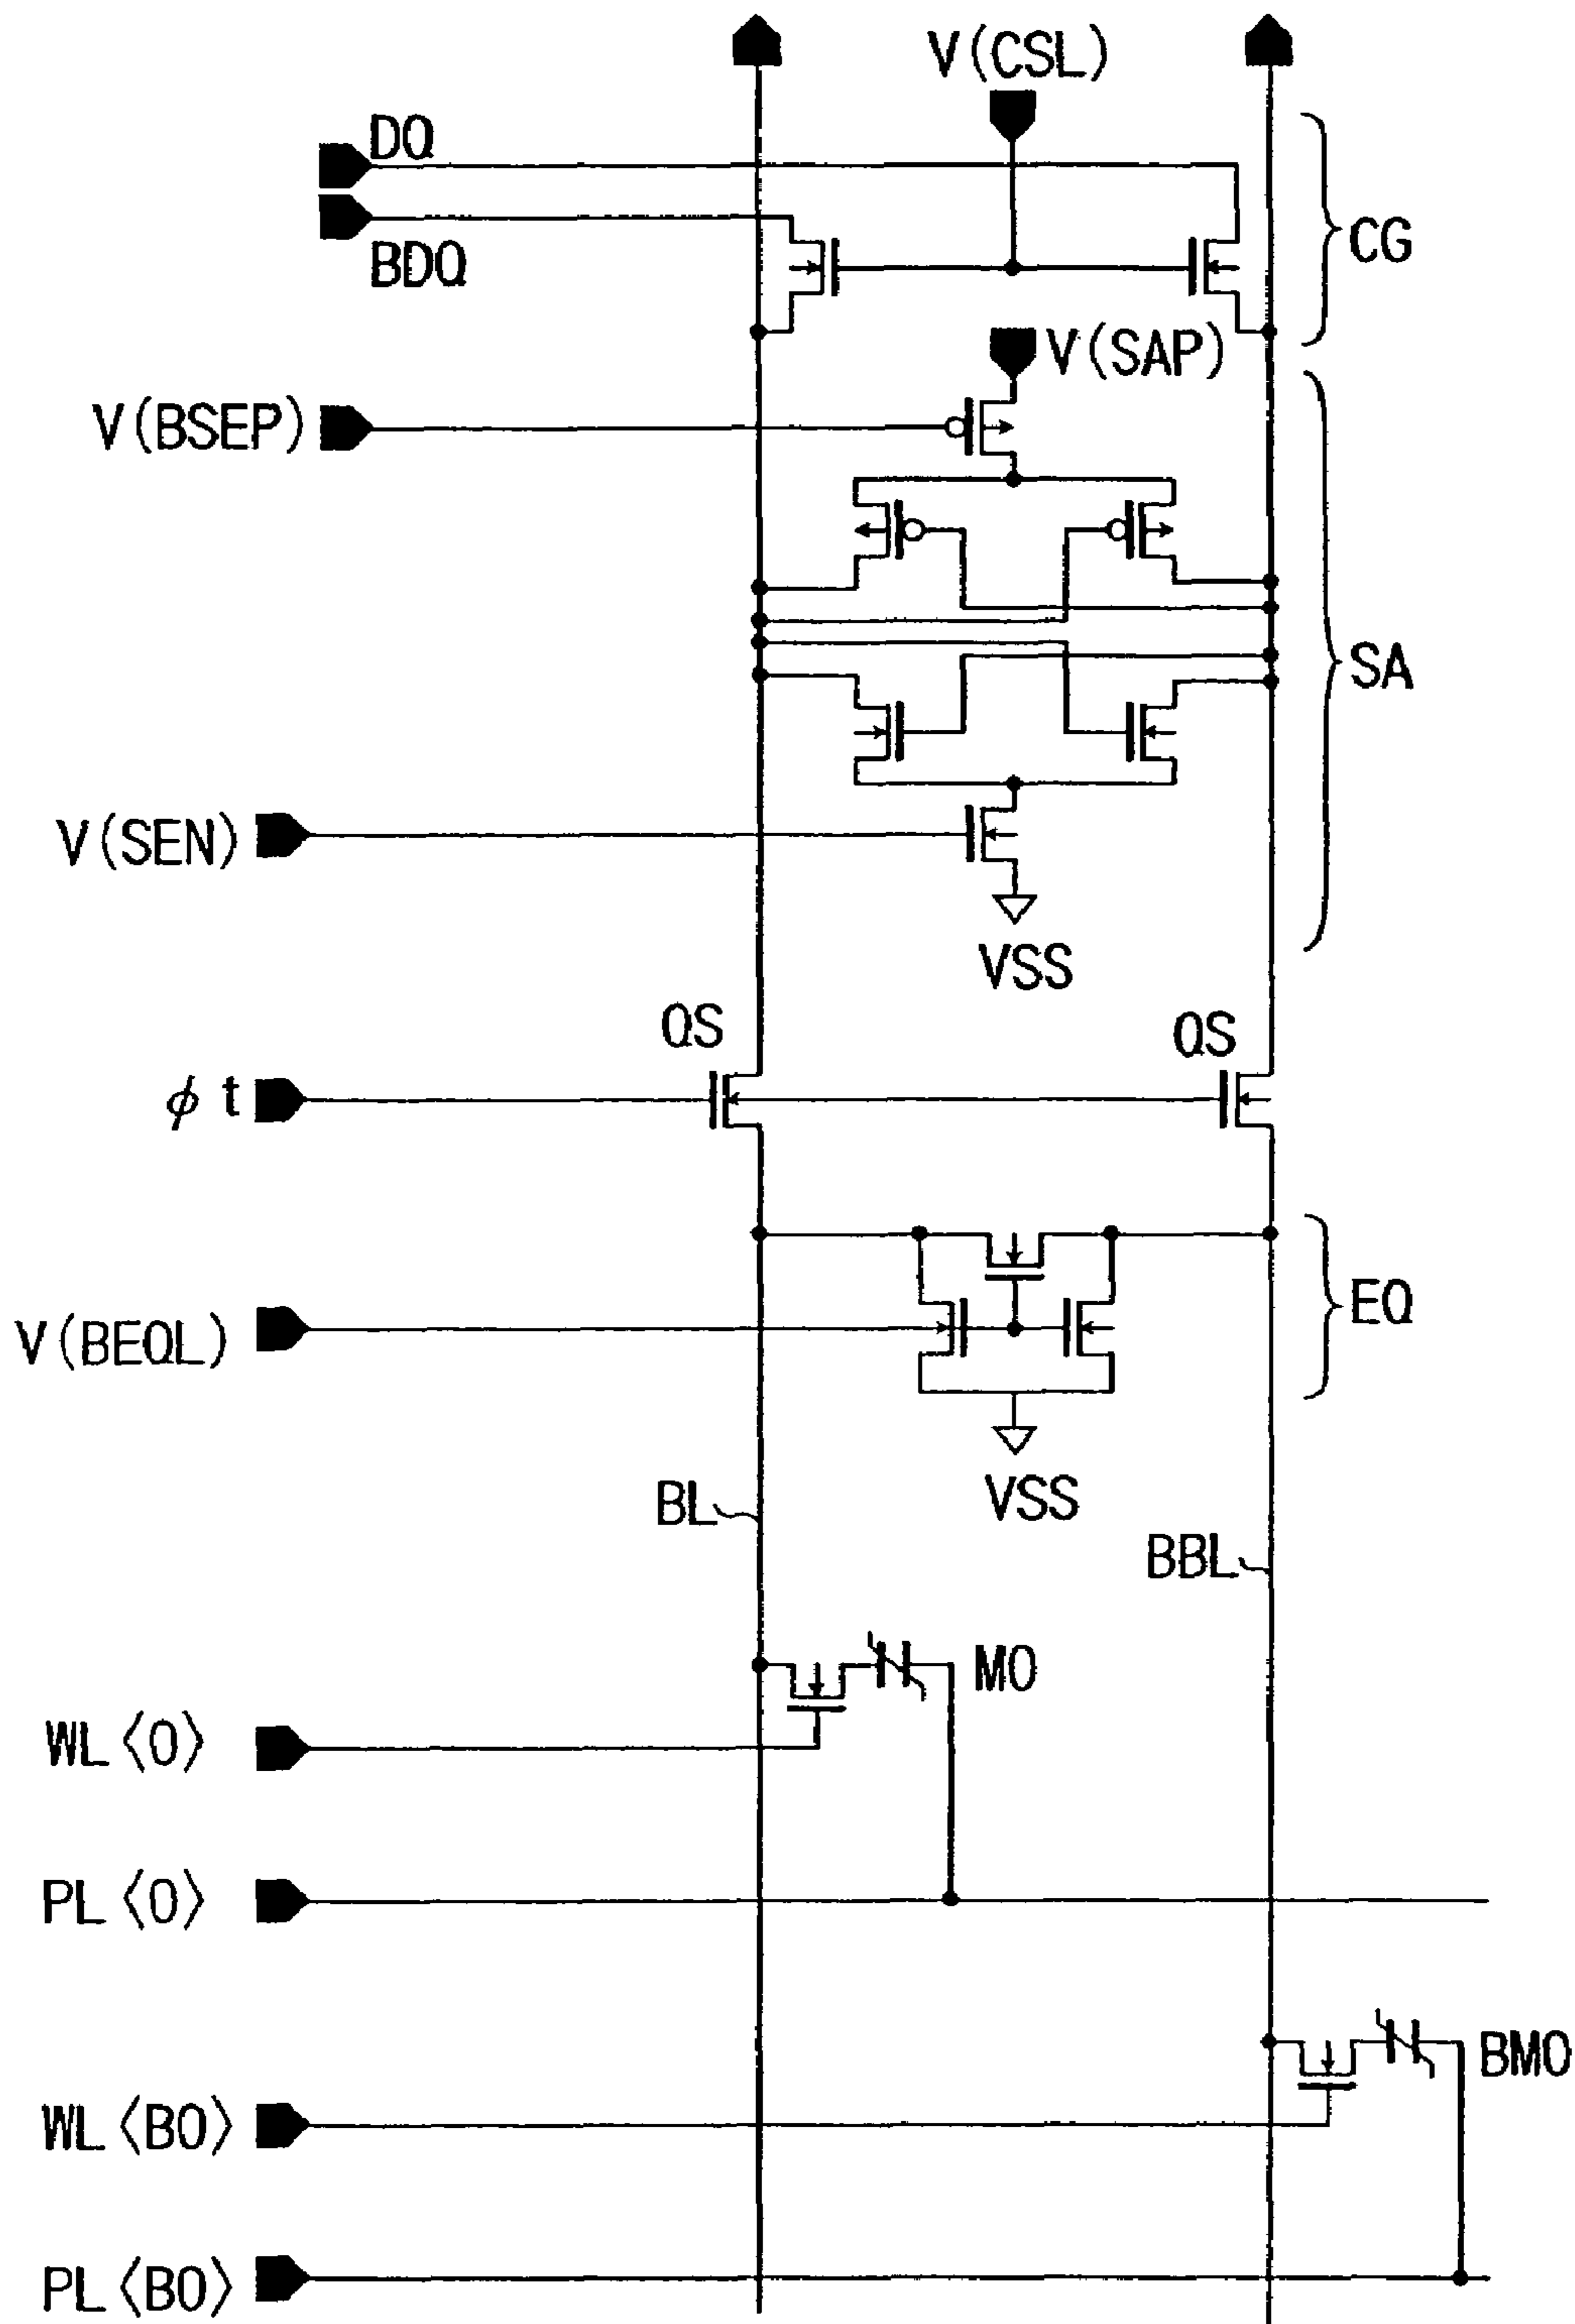 V(CSL)
DQ
BDQ
CG
V(SAP)
V(BSEP)
SA
V(SEN)
VSS
QS
QS
φt
EQ
V(BEQL)
VSS
BL
BBL
M0
WL〈0〉
PL〈0〉
BM0
WL〈B0〉
PL〈B0〉